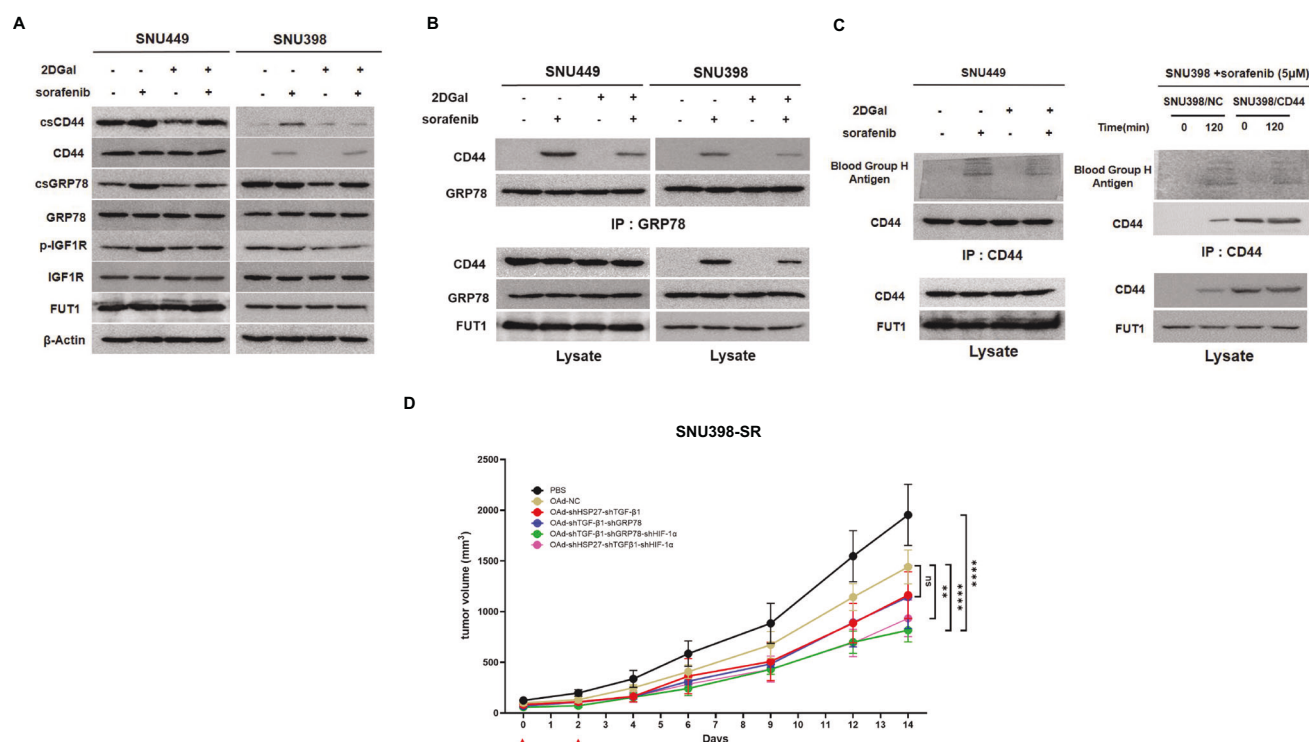 A
SNU449 SNU398
2DGal - - + + - - + +
sorafenib - + - + - + - +
csCD44
CD44
csGRP78
GRP78
p-IGF1R
IGF1R
FUT1
β-Actin
B
SNU449 SNU398
2DGal - - + + - - + +
sorafenib - + - + - + - +
CD44
GRP78
IP : GRP78
CD44
GRP78
FUT1
Lysate Lysate
C
SNU449
2DGal - - + +
sorafenib - + - +
Blood Group H
Antigen
CD44
IP : CD44
CD44
FUT1
Lysate
SNU398 +sorafenib (5μM)
SNU398/NC SNU398/CD44
Time(min) 0 120 0 120
Blood Group H
Antigen
CD44
IP : CD44
CD44
FUT1
Lysate
D
SNU398-SR
tumor volume (mm³)
2500
2000
1500
1000
500
0
PBS
OAd-NC
OAd-shHSP27-shTGF-β1
OAd-shTGF-β1-shGRP78
OAd-shTGF-β1-shGRP78-shHIF-1α
OAd-shHSP27-shTGFβ1-shHIF-1α
ns
**
****
****
0 1 2 3 4 5 6 7 8 9 10 11 12 13 14
Days